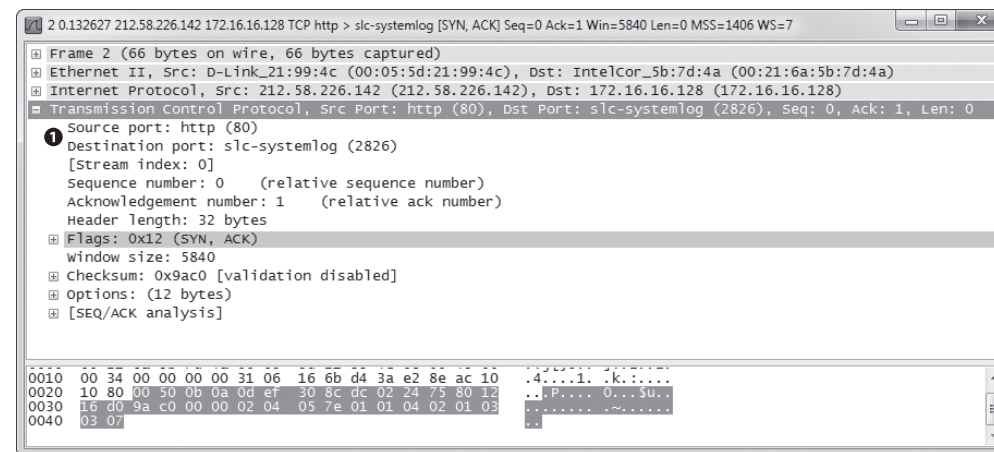 2 0.132627 212.58.226.142 172.16.16.128 TCP http > slc-systemlog [SYN, ACK] Seq=0 Ack=1 Win=5840 Len=0 MSS=1406 WS=7
Frame 2 (66 bytes on wire, 66 bytes captured)
Ethernet II, Src: D-Link_21:99:4c (00:05:5d:21:99:4c), Dst: IntelCor_5b:7d:4a (00:21:6a:5b:7d:4a)
Internet Protocol, Src: 212.58.226.142 (212.58.226.142), Dst: 172.16.16.128 (172.16.16.128)
Transmission Control Protocol, Src Port: http (80), Dst Port: slc-systemlog (2826), Seq: 0, Ack: 1, Len: 0
Source port: http (80)
❶
Destination port: slc-systemlog (2826)
[Stream index: 0]
Sequence number: 0 (relative sequence number)
Acknowledgement number: 1 (relative ack number)
Header length: 32 bytes
Flags: 0x12 (SYN, ACK)
Window size: 5840
Checksum: 0x9ac0 [validation disabled]
Options: (12 bytes)
[SEQ/ACK analysis]
0010 00 34 00 00 00 00 31 06 16 6b d4 3a e2 8e ac 10 .4....1. .k.:....
0020 10 80 00 50 0b 0a 0d ef 30 8c dc 02 24 75 80 12 ...P.... 0...$u..
0030 16 d0 9a c0 00 00 02 04 05 7e 01 01 04 02 01 03 ........ .~......
0040 03 07 ..